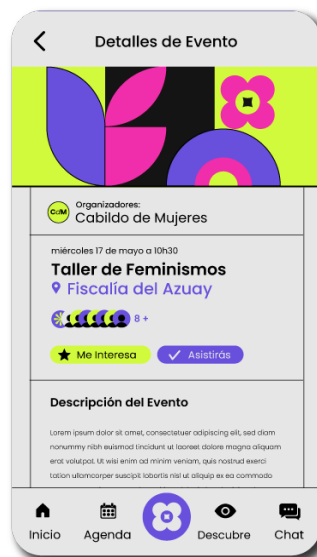 Detalles de Evento
CdM
Organizadores:
Cabildo de Mujeres
miércoles 17 de mayo a 10h30
Taller de Feminismos
Fiscalía del Azuay
8 +
Me Interesa
Asistirás
Descripción del Evento
Lorem ipsum dolor sit amet, consectetuer adipiscing elit, sed diam
nonummy nibh euismod tincidunt ut laoreet dolore magna aliquam
erat volutpat. Ut wisi enim ad minim veniam, quis nostrud exerci
tation ullamcorper suscipit lobortis nisl ut aliquip ex ea commodo
Inicio
Agenda
Descubre
Chat